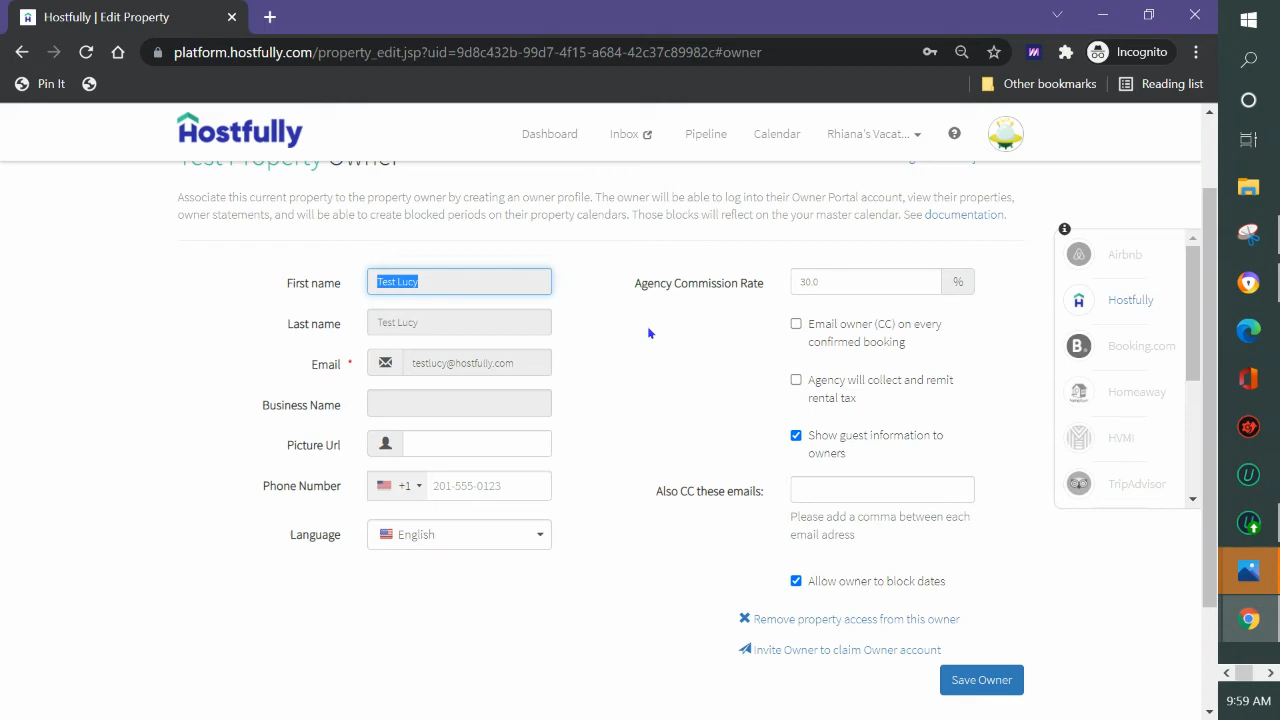 Hostfully | Edit Property
platform.hostfully.com/property_edit.jsp?uid=9d8c432b-99d7-4f15-a684-42c37c89982c#owner
Incognito
Pin It
Other bookmarks
Reading list
Hostfully
Dashboard
Inbox
Pipeline
Calendar
Rhiana's Vacat...
Test Property Owner
Associate this current property to the property owner by creating an owner profile. The owner will be able to log into their Owner Portal account, view their properties,
owner statements, and will be able to create blocked periods on their property calendars. Those blocks will reflect on the your master calendar. See documentation.
First name
Test Lucy
Last name
Test Lucy
Email *
testlucy@hostfully.com
Business Name
Picture Url
Phone Number
+1
201-555-0123
Language
English
Agency Commission Rate
30.0
%
Email owner (CC) on every
confirmed booking
Agency will collect and remit
rental tax
Show guest information to
owners
Also CC these emails:
Please add a comma between each
email adress
Allow owner to block dates
Remove property access from this owner
Invite Owner to claim Owner account
Save Owner
Airbnb
Hostfully
B.
Booking.com
Homeaway
HVMI
TripAdvisor
9:59 AM